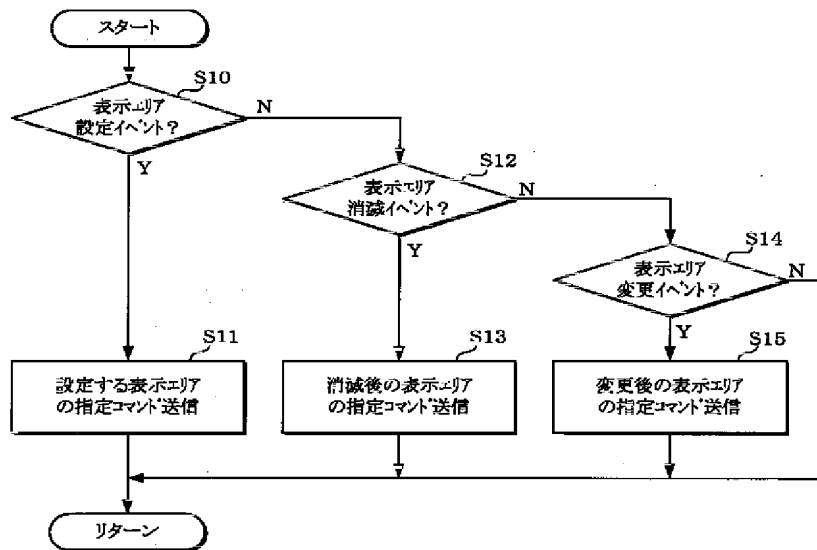 スタート
S10
表示エリア
設定イベント?
N
Y
S12
表示エリア
消滅イベント?
N
Y
S14
表示エリア
変更イベント?
N
Y
S11
設定する表示エリア
の指定コマンド送信
S13
消滅後の表示エリア
の指定コマンド送信
S15
変更後の表示エリア
の指定コマンド送信
リターン